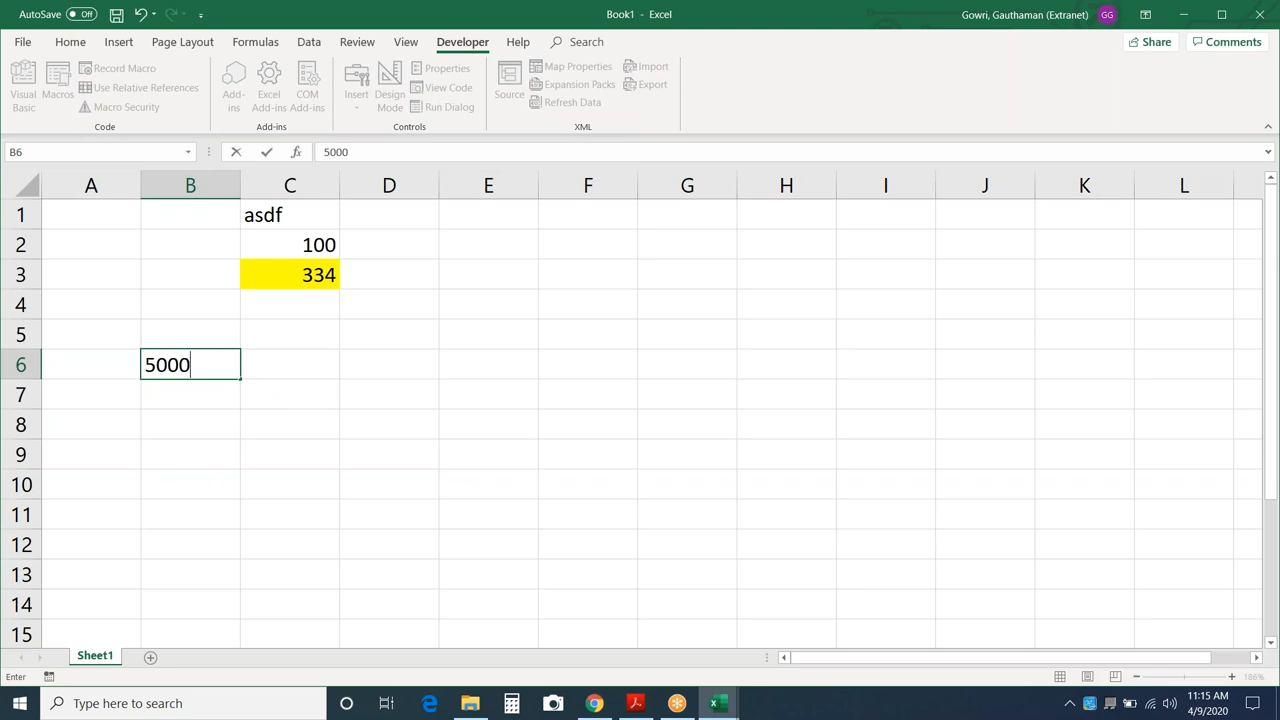 AutoSave Off Book1 - Excel Gowri, Gauthaman (Extranet) GG
File Home Insert Page Layout Formulas Data Review View Developer Help Search Share Comments
Visual Basic
Macros
Record Macro
Use Relative References
Macro Security
Code
Add-ins
Excel Add-ins
COM Add-ins
Add-ins
Insert
Design Mode
Properties
View Code
Run Dialog
Controls
Source
Map Properties
Expansion Packs
Refresh Data
Import
Export
XML
B6 fx 5000
A B C D E F G H I J K L
1 asdf
2 100
3 334
4
5
6 5000
7
8
9
10
11
12
13
14
15
Sheet1
Enter 186%
Type here to search 11:15 AM
4/9/2020